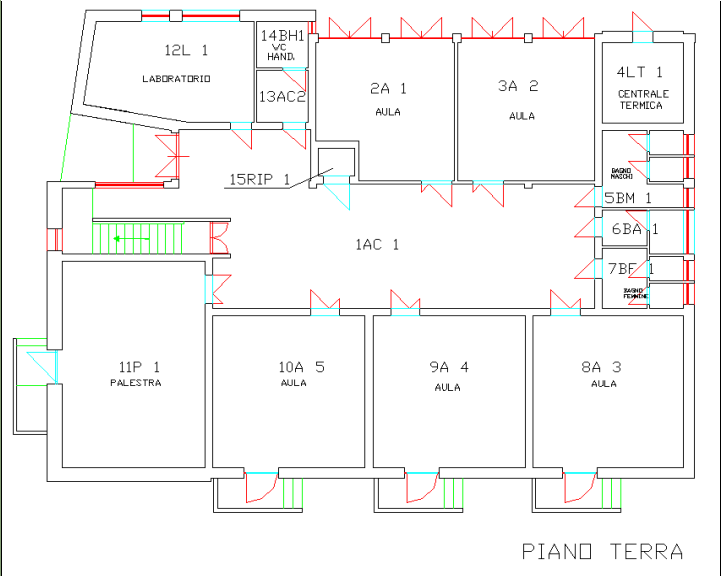 12L 1
LABORATORIO
14BH1
WC
HAND.
13AC2
2A 1
AULA
3A 2
AULA
4LT 1
CENTRALE
TERMICA
BAGNO
MASCHI
15RIP 1
5BM 1
6BA 1
1AC 1
7BF 1
BAGNO
FEMMINE
11P 1
PALESTRA
10A 5
AULA
9A 4
AULA
8A 3
AULA
PIANO TERRA